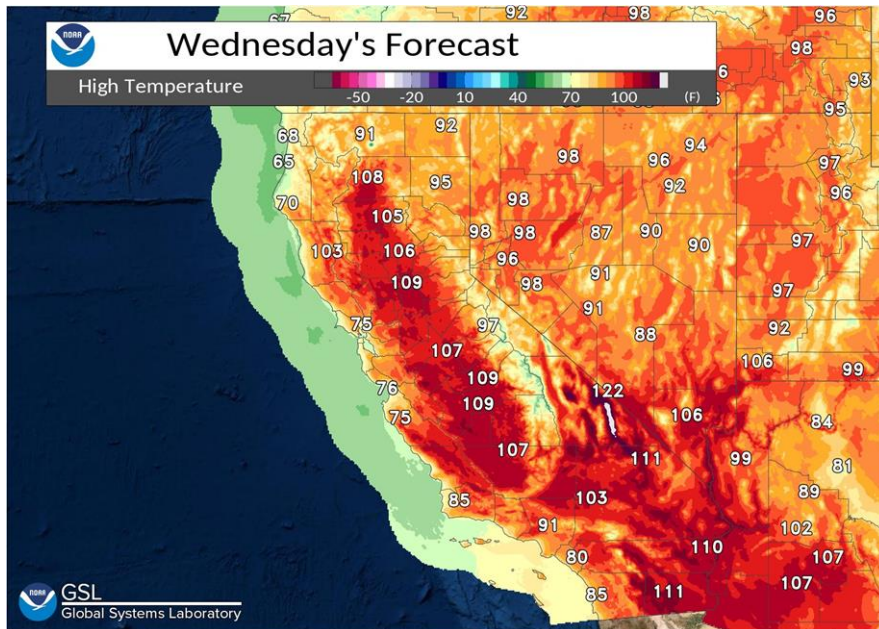 67 92 98 96
NOAA
Wednesday's Forecast
98
High Temperature
-50 -20 10 40 70 100 (F)
93
95
68 91 92
94
65 98 96 97
108 95 92 96
70 98
105
103 106 98 98 87 90 90 97
96
109 98 91
97
75 97 91
88 92
107 106 99
109
76 109 122
75 106 84
107 111 99 81
85 103 89
91 102
80 110 107
85 111 107
NOAA
GSL
Global Systems Laboratory